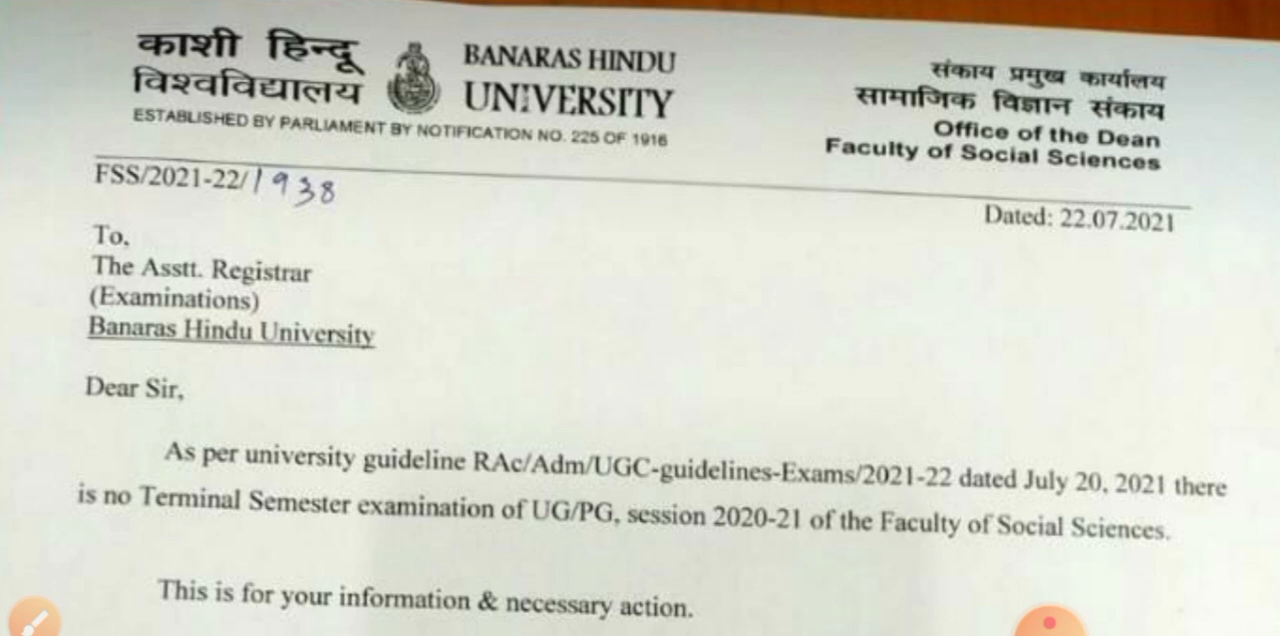 काशी हिन्दू
विश्वविद्यालय
BANARAS HINDU
UNIVERSITY
ESTABLISHED BY PARLIAMENT BY NOTIFICATION NO. 225 OF 1916
संकाय प्रमुख कार्यालय
सामाजिक विज्ञान संकाय
Office of the Dean
Faculty of Social Sciences
FSS/2021-22/1938
Dated: 22.07.2021
To,
The Asstt. Registrar
(Examinations)
Banaras Hindu University
Dear Sir,
As per university guideline RAc/Adm/UGC-guidelines-Exams/2021-22 dated July 20, 2021 there
is no Terminal Semester examination of UG/PG, session 2020-21 of the Faculty of Social Sciences.
This is for your information & necessary action.